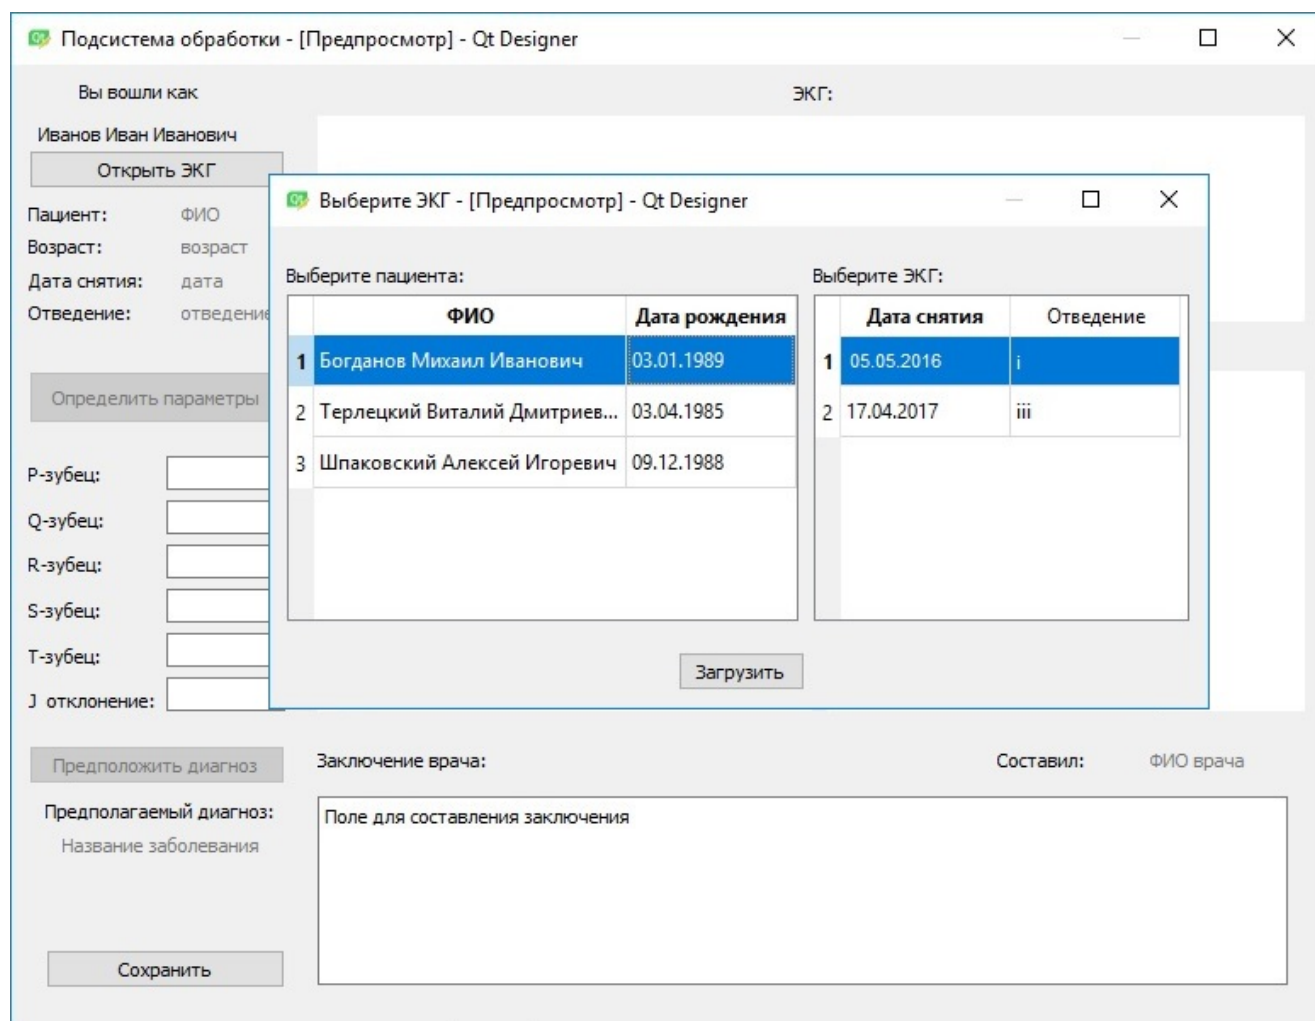 Подсистема обработки - [Предпросмотр] - Qt Designer
Вы вошли как
ЭКГ:
Иванов Иван Иванович
Открыть ЭКГ
Пациент: ФИО
Возраст: возраст
Дата снятия: дата
Отведение: отведение
Определить параметры
P-зубец:
Q-зубец:
R-зубец:
S-зубец:
T-зубец:
J отклонение:
Выберите ЭКГ - [Предпросмотр] - Qt Designer
Выберите пациента:
ФИО Дата рождения
1 Богданов Михаил Иванович 03.01.1989
2 Терлецкий Виталий Дмитриев... 03.04.1985
3 Шпаковский Алексей Игоревич 09.12.1988
Выберите ЭКГ:
Дата снятия Отведение
1 05.05.2016 i
2 17.04.2017 iii
Загрузить
Предположить диагноз
Предполагаемый диагноз:
Название заболевания
Сохранить
Заключение врача: Составил: ФИО врача
Поле для составления заключения